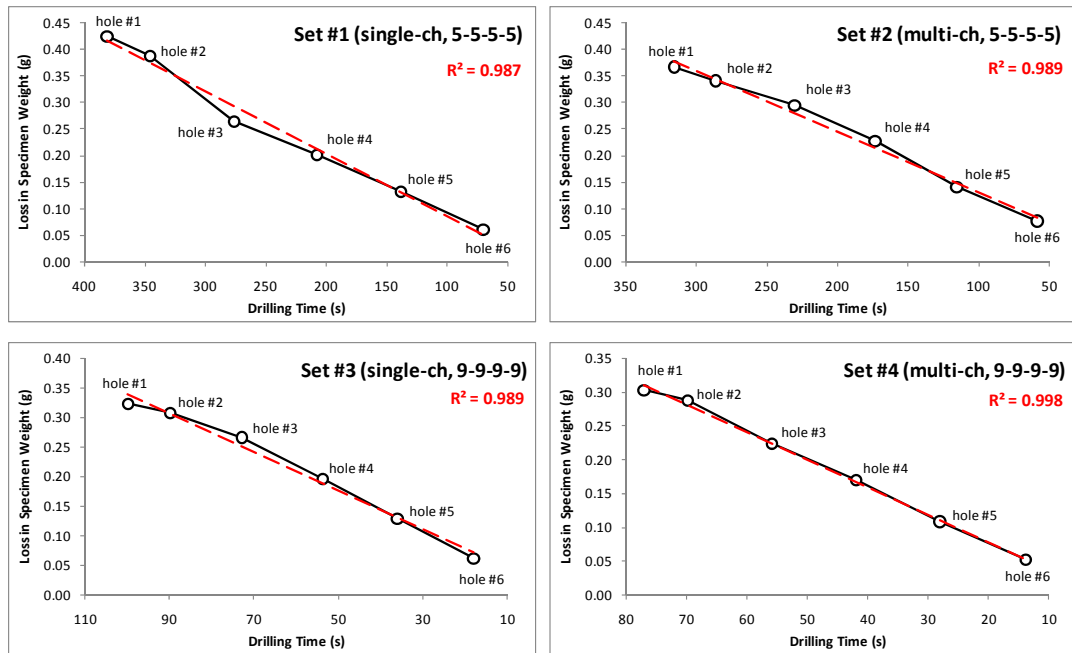 Set #1 (single-ch, 5-5-5-5)
R² = 0.987
Loss in Specimen Weight (g)
0.45
0.40
0.35
0.30
0.25
0.20
0.15
0.10
0.05
0.00
hole #1
hole #2
hole #3
hole #4
hole #5
hole #6
400 350 300 250 200 150 100 50
Drilling Time (s)
Set #2 (multi-ch, 5-5-5-5)
R² = 0.989
Loss in Specimen Weight (g)
0.45
0.40
0.35
0.30
0.25
0.20
0.15
0.10
0.05
0.00
hole #1
hole #2
hole #3
hole #4
hole #5
hole #6
350 300 250 200 150 100 50
Drilling Time (s)
Set #3 (single-ch, 9-9-9-9)
R² = 0.989
Loss in Specimen Weight (g)
0.40
0.35
0.30
0.25
0.20
0.15
0.10
0.05
0.00
hole #1
hole #2
hole #3
hole #4
hole #5
hole #6
110 90 70 50 30 10
Drilling Time (s)
Set #4 (multi-ch, 9-9-9-9)
R² = 0.998
Loss in Specimen Weight (g)
0.35
0.30
0.25
0.20
0.15
0.10
0.05
0.00
hole #1
hole #2
hole #3
hole #4
hole #5
hole #6
80 70 60 50 40 30 20 10
Drilling Time (s)